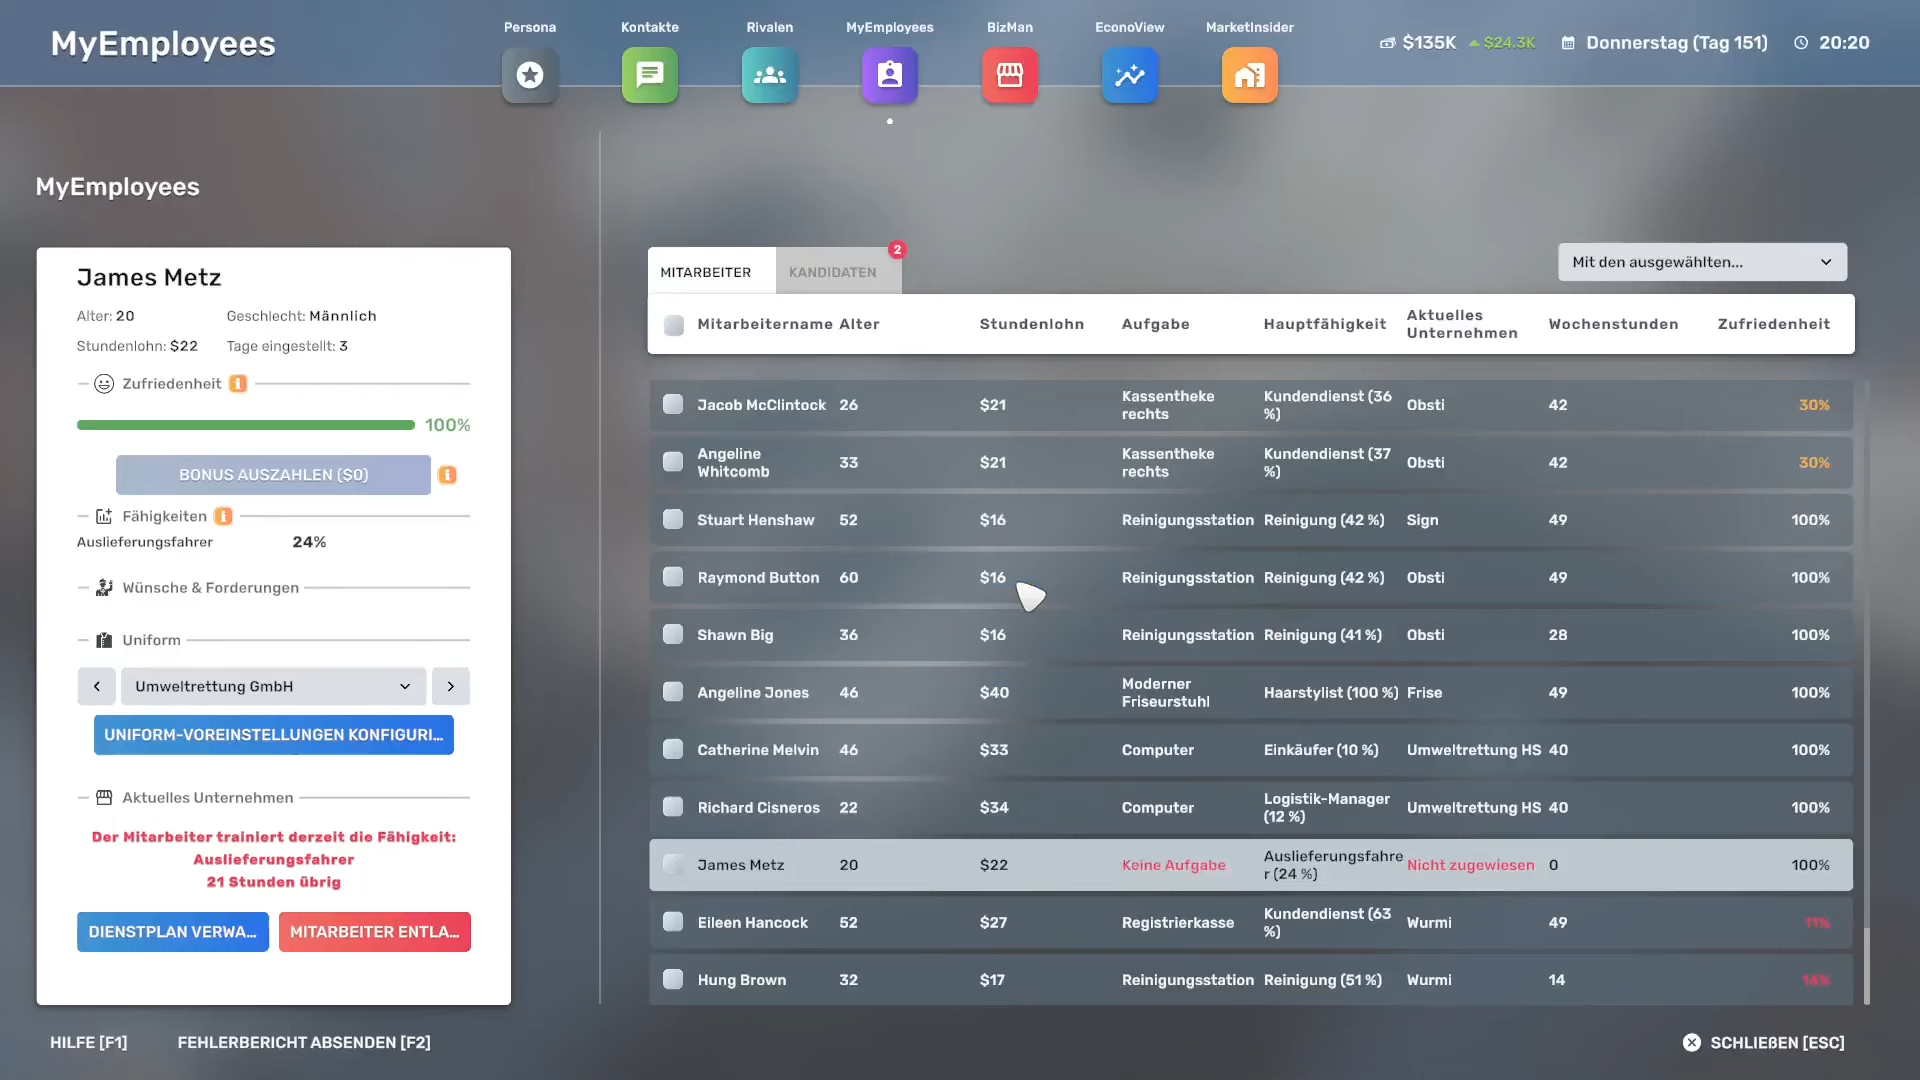 MyEmployees
Persona
Kontakte
Rivalen
MyEmployees
BizMan
EconoView
MarketInsider
$135K
$24.3K
Donnerstag (Tag 151)
20:20
MyEmployees
James Metz
Alter: 20
Geschlecht: Männlich
Stundenlohn: $22
Tage eingestellt: 3
Zufriedenheit
100%
BONUS AUSZAHLEN ($0)
Fähigkeiten
Auslieferungsfahrer 24%
Wünsche & Forderungen
Uniform
Umweltrettung GmbH
UNIFORM-VOREINSTELLUNGEN KONFIGURI...
Aktuelles Unternehmen
Der Mitarbeiter trainiert derzeit die Fähigkeit:
Auslieferungsfahrer
21 Stunden übrig
DIENSTPLAN VERWA...
MITARBEITER ENTLA...
MITARBEITER
KANDIDATEN
2
Mit den ausgewählten...
Mitarbeitername Alter Stundenlohn Aufgabe Hauptfähigkeit Aktuelles Unternehmen Wochenstunden Zufriedenheit
Jacob McClintock 26 $21 Kassentheke rechts Kundendienst (36 %) Obsti 42 30%
Angeline Whitcomb 33 $21 Kassentheke rechts Kundendienst (37 %) Obsti 42 30%
Stuart Henshaw 52 $16 Reinigungsstation Reinigung (42 %) Sign 49 100%
Raymond Button 60 $16 Reinigungsstation Reinigung (42 %) Obsti 49 100%
Shawn Big 36 $16 Reinigungsstation Reinigung (41 %) Obsti 28 100%
Angeline Jones 46 $40 Moderner Friseurstuhl Haarstylist (100 %) Frise 49 100%
Catherine Melvin 46 $33 Computer Einkäufer (10 %) Umweltrettung HS 40 100%
Richard Cisneros 22 $34 Computer Logistik-Manager (12 %) Umweltrettung HS 40 100%
James Metz 20 $22 Keine Aufgabe Auslieferungsfahre r (24 %) Nicht zugewiesen 0 100%
Eileen Hancock 52 $27 Registrierkasse Kundendienst (63 %) Wurmi 49 11%
Hung Brown 32 $17 Reinigungsstation Reinigung (51 %) Wurmi 14
HILFE [F1]
FEHLERBERICHT ABSENDEN [F2]
SCHLIEßEN [ESC]